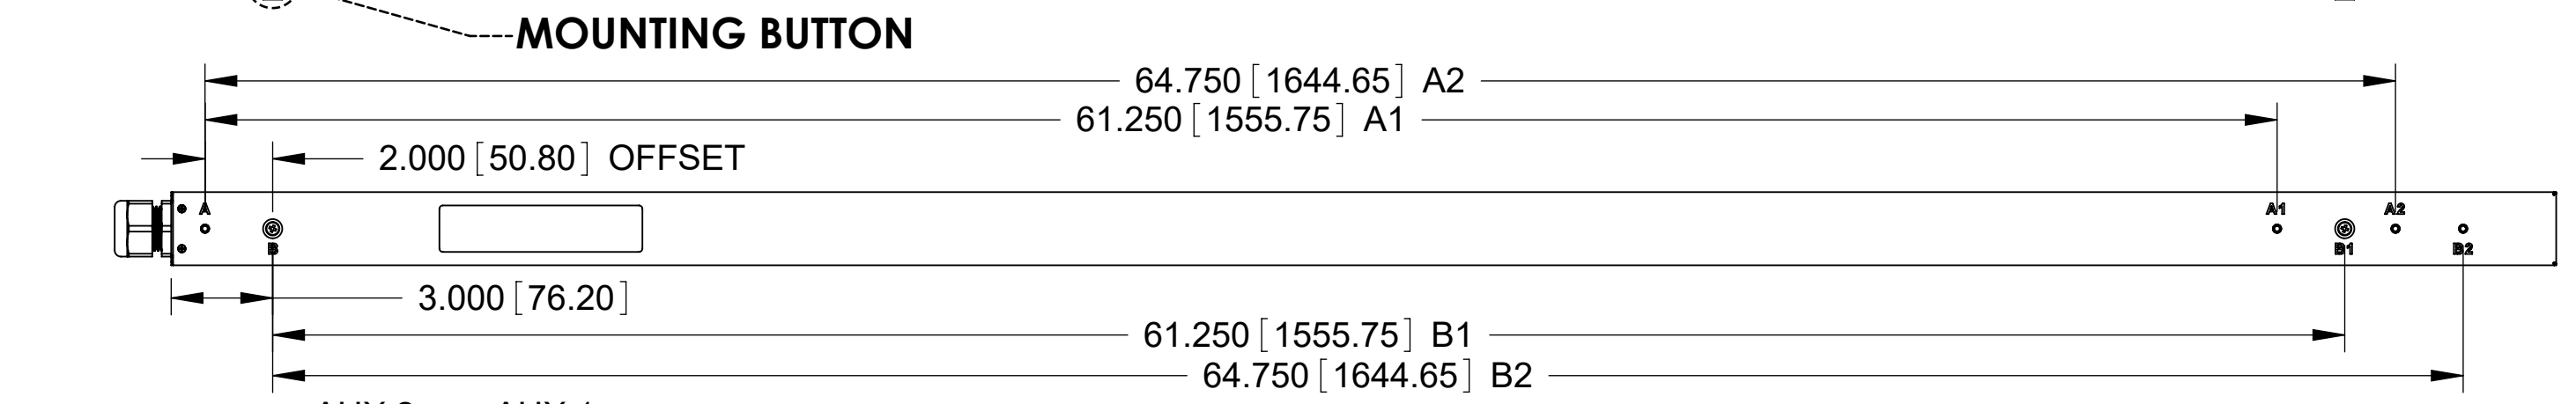 MOUNTING BUTTON
64.750 [1644.65] A2
61.250 [1555.75] A1
2.000 [50.80] OFFSET
A A1 A2
B B1 B2
3.000 [76.20]
61.250 [1555.75] B1
64.750 [1644.65] B2